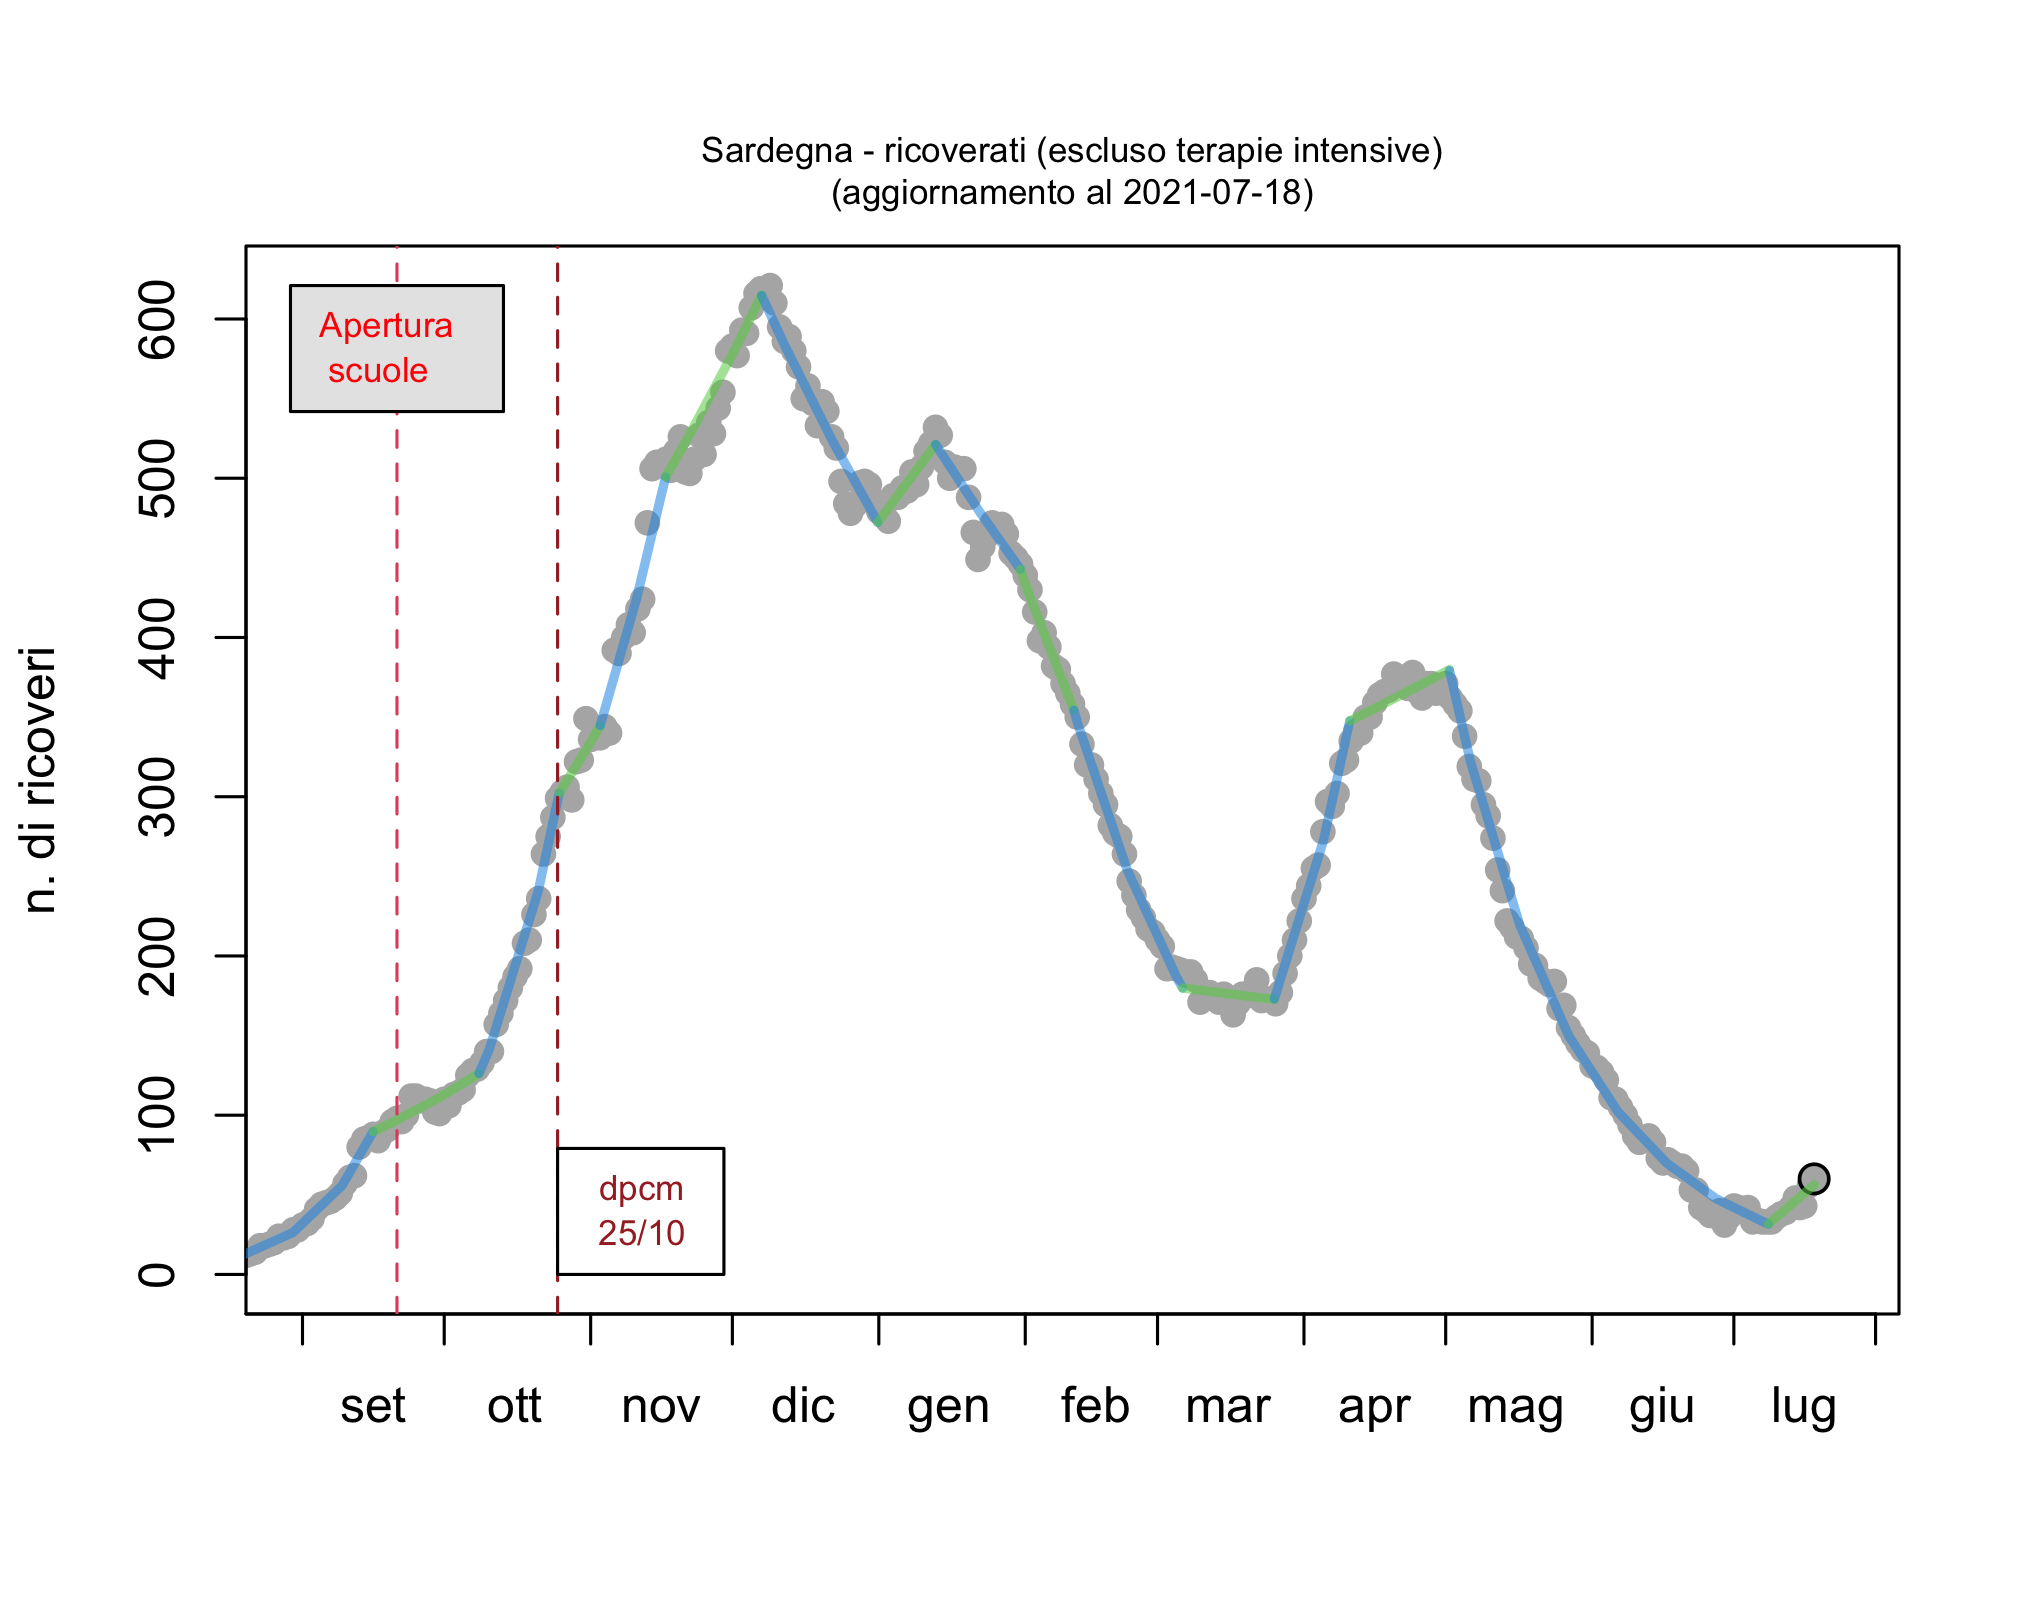 Sardegna - ricoverati (escluso terapie intensive)
(aggiornamento al 2021-07-18)
n. di ricoveri
600
500
400
300
200
100
0
Apertura
scuole
dpcm
25/10
set ott nov dic gen feb mar apr mag giu lug